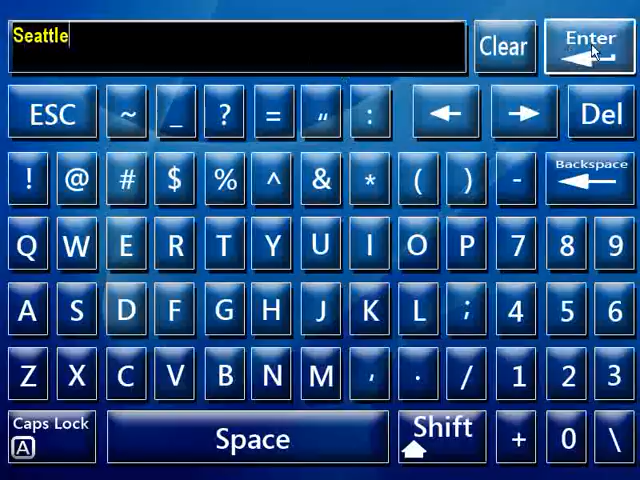 Seattle
Clear
Enter
ESC ~ _ ? = " : Del
! @ # $ % ^ & * ( ) - Backspace
Q W E R T Y U I O P 7 8 9
A S D F G H J K L ; 4 5 6
Z X C V B N M , . / 1 2 3
Caps Lock
A
Space
Shift
+ 0 \